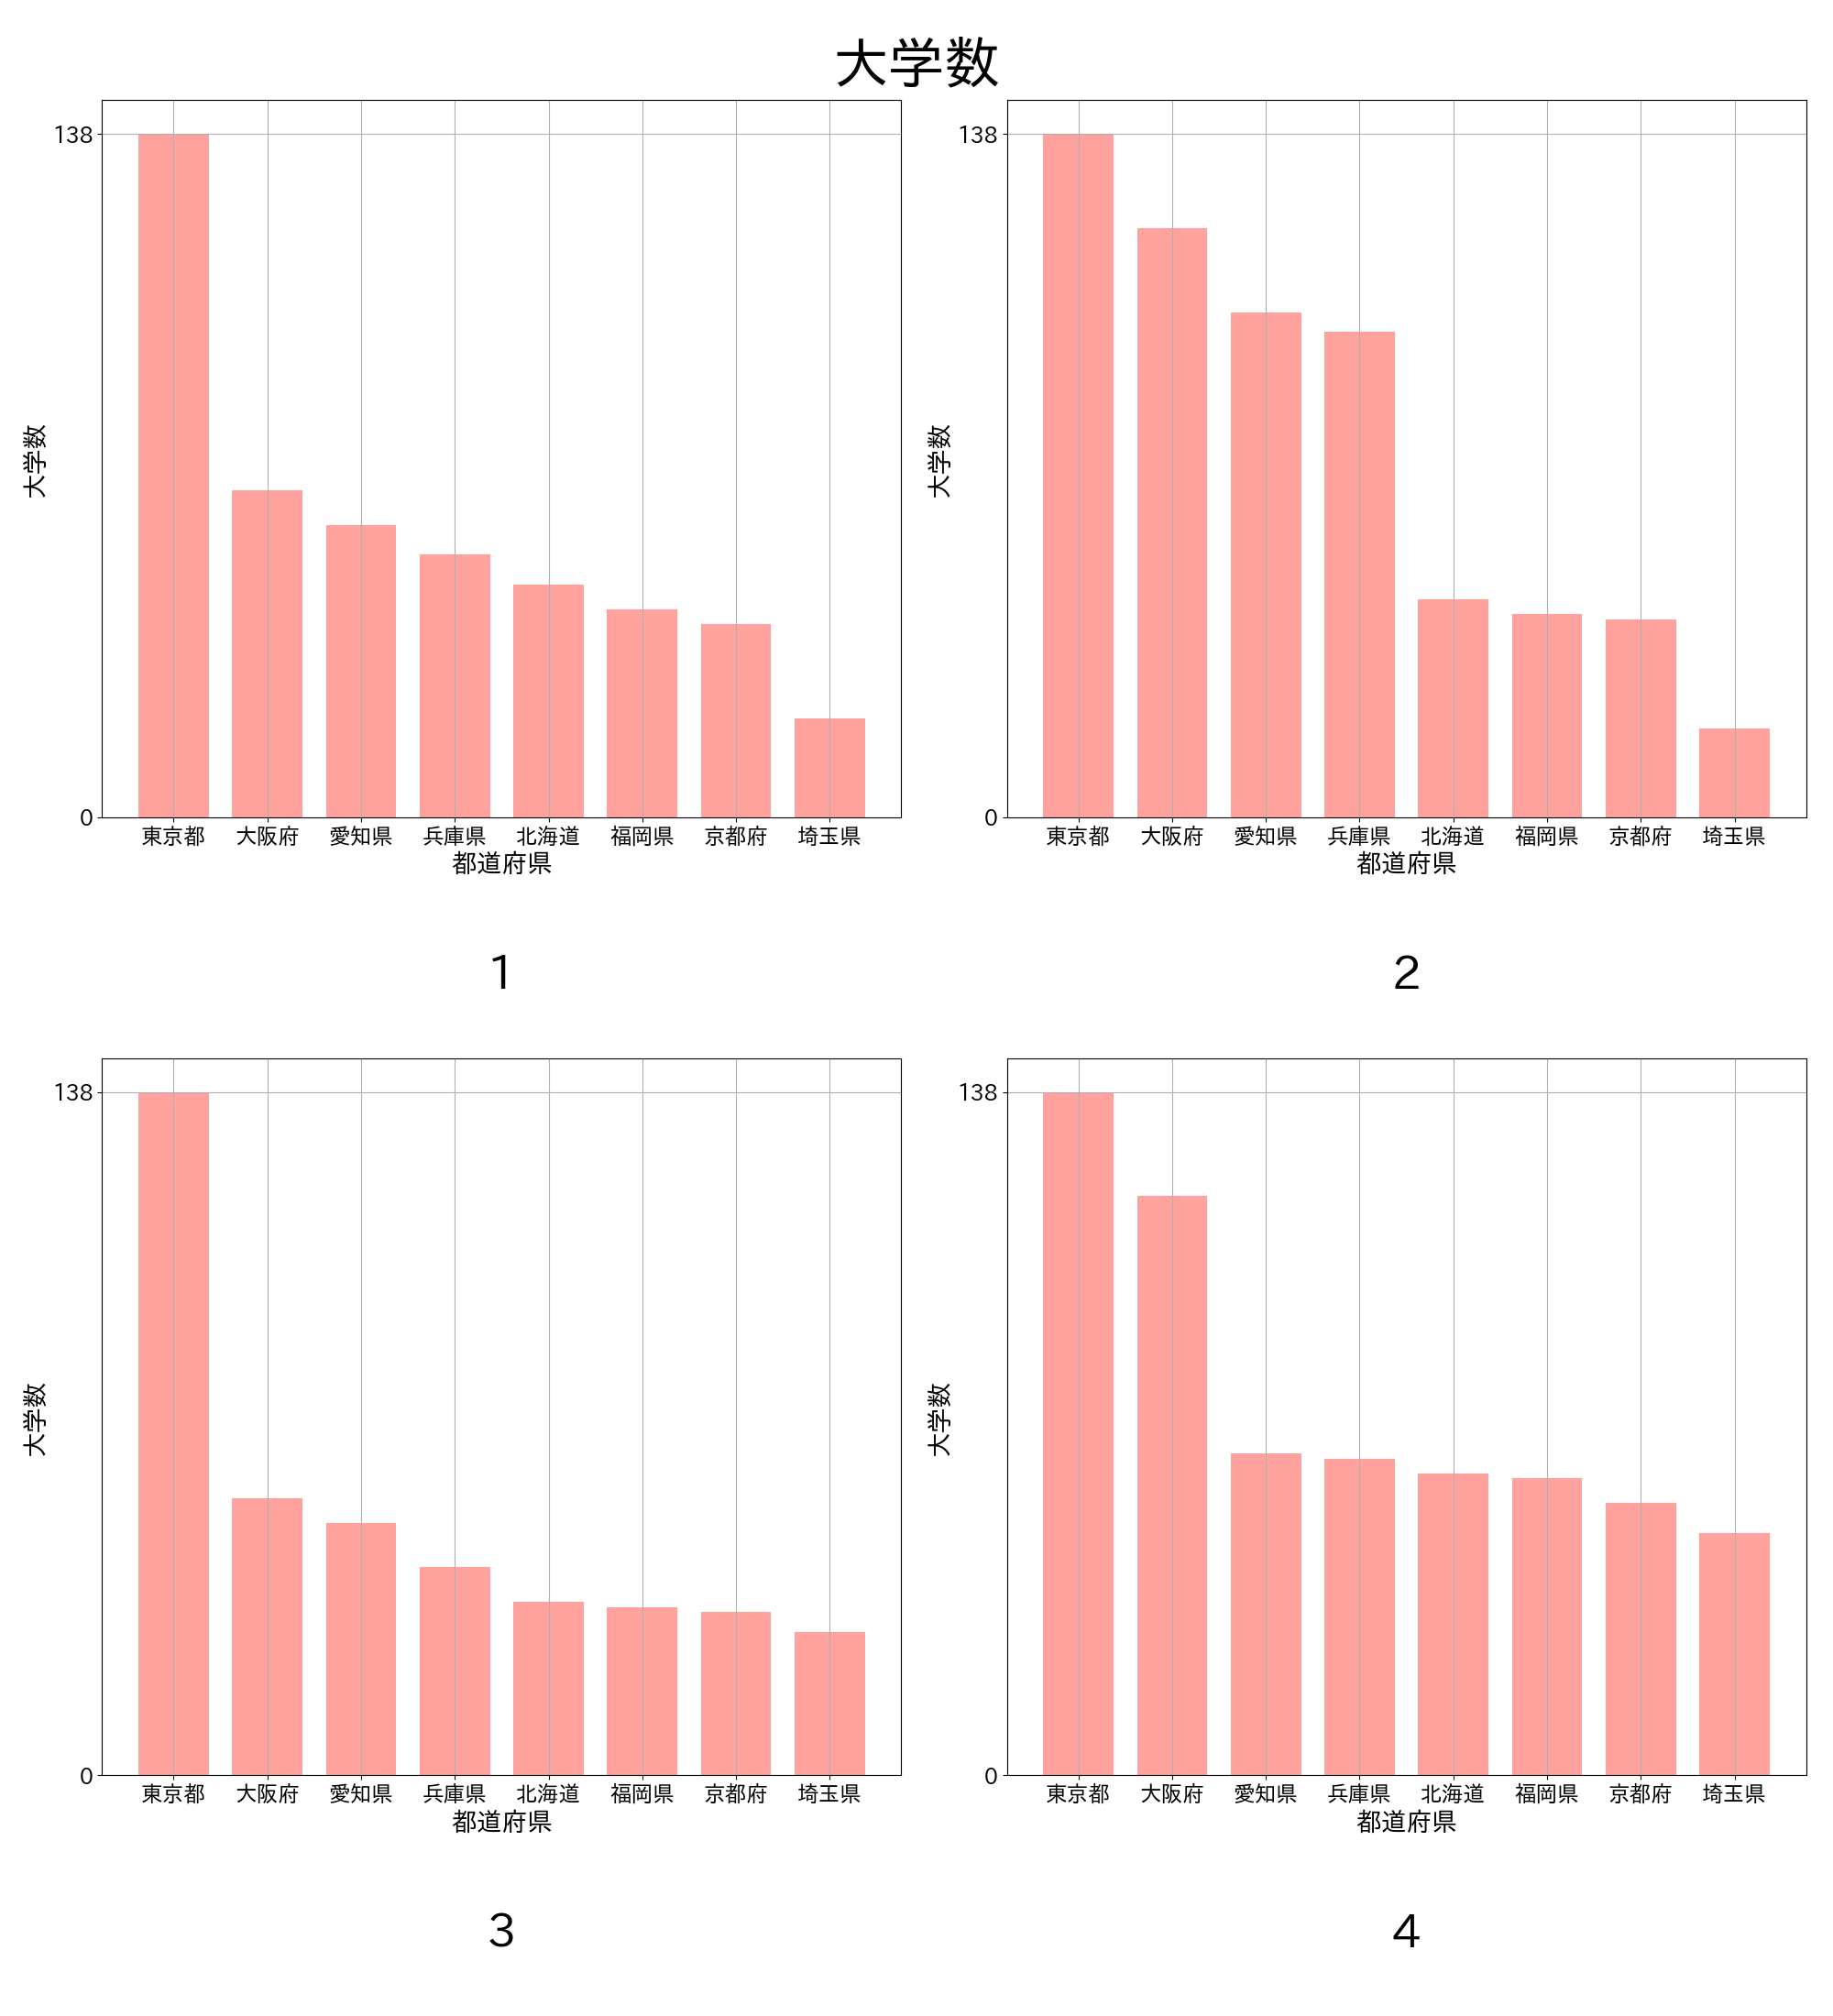 大学数
138
0
大学数
東京都 大阪府 愛知県 兵庫県 北海道 福岡県 京都府 埼玉県
都道府県
1
138
0
大学数
東京都 大阪府 愛知県 兵庫県 北海道 福岡県 京都府 埼玉県
都道府県
2
138
0
大学数
東京都 大阪府 愛知県 兵庫県 北海道 福岡県 京都府 埼玉県
都道府県
3
138
0
大学数
東京都 大阪府 愛知県 兵庫県 北海道 福岡県 京都府 埼玉県
都道府県
4